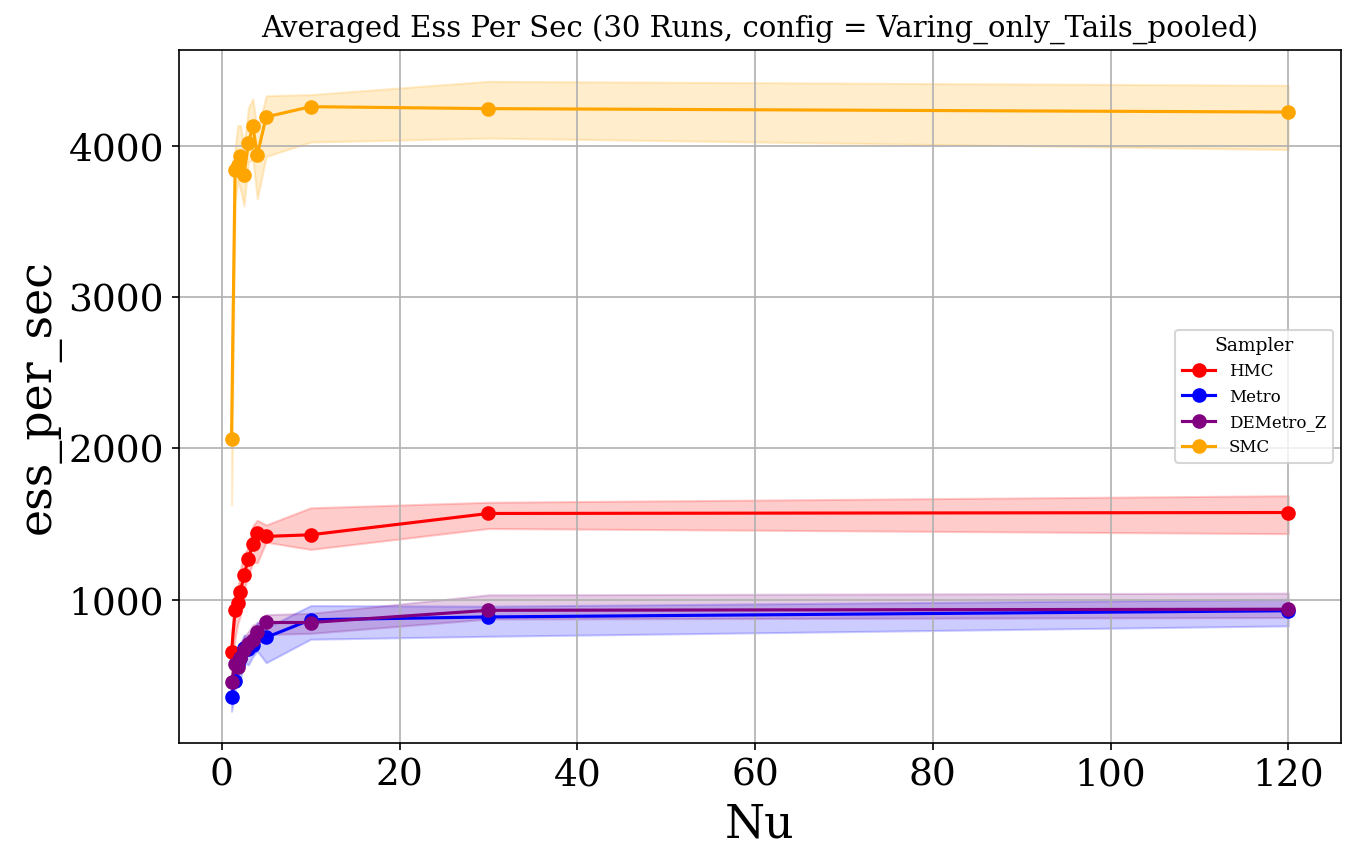 Averaged Ess Per Sec (30 Runs, config = Varing_only_Tails_pooled)
ess_per_sec
4000
3000
2000
1000
Sampler
HMC
Metro
DEMetro_Z
SMC
0 20 40 60 80 100 120
Nu